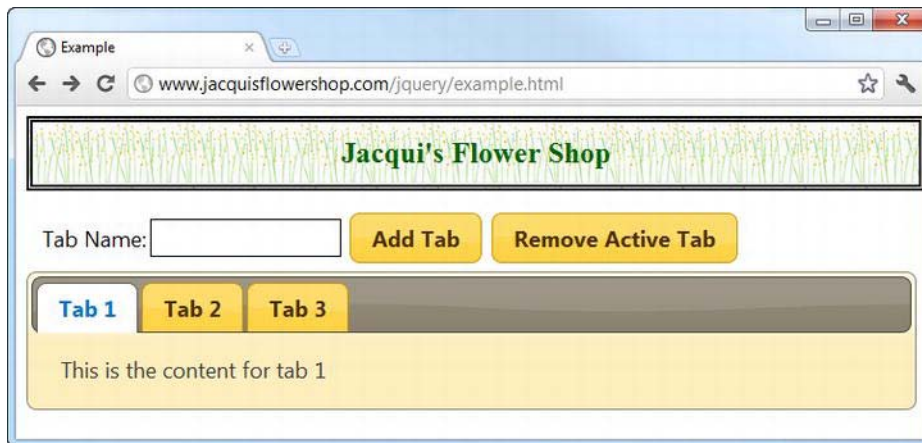 Example
www.jacquisflowershop.com/jquery/example.html
Jacqui's Flower Shop
Tab Name: Add Tab Remove Active Tab
Tab 1 Tab 2 Tab 3
This is the content for tab 1